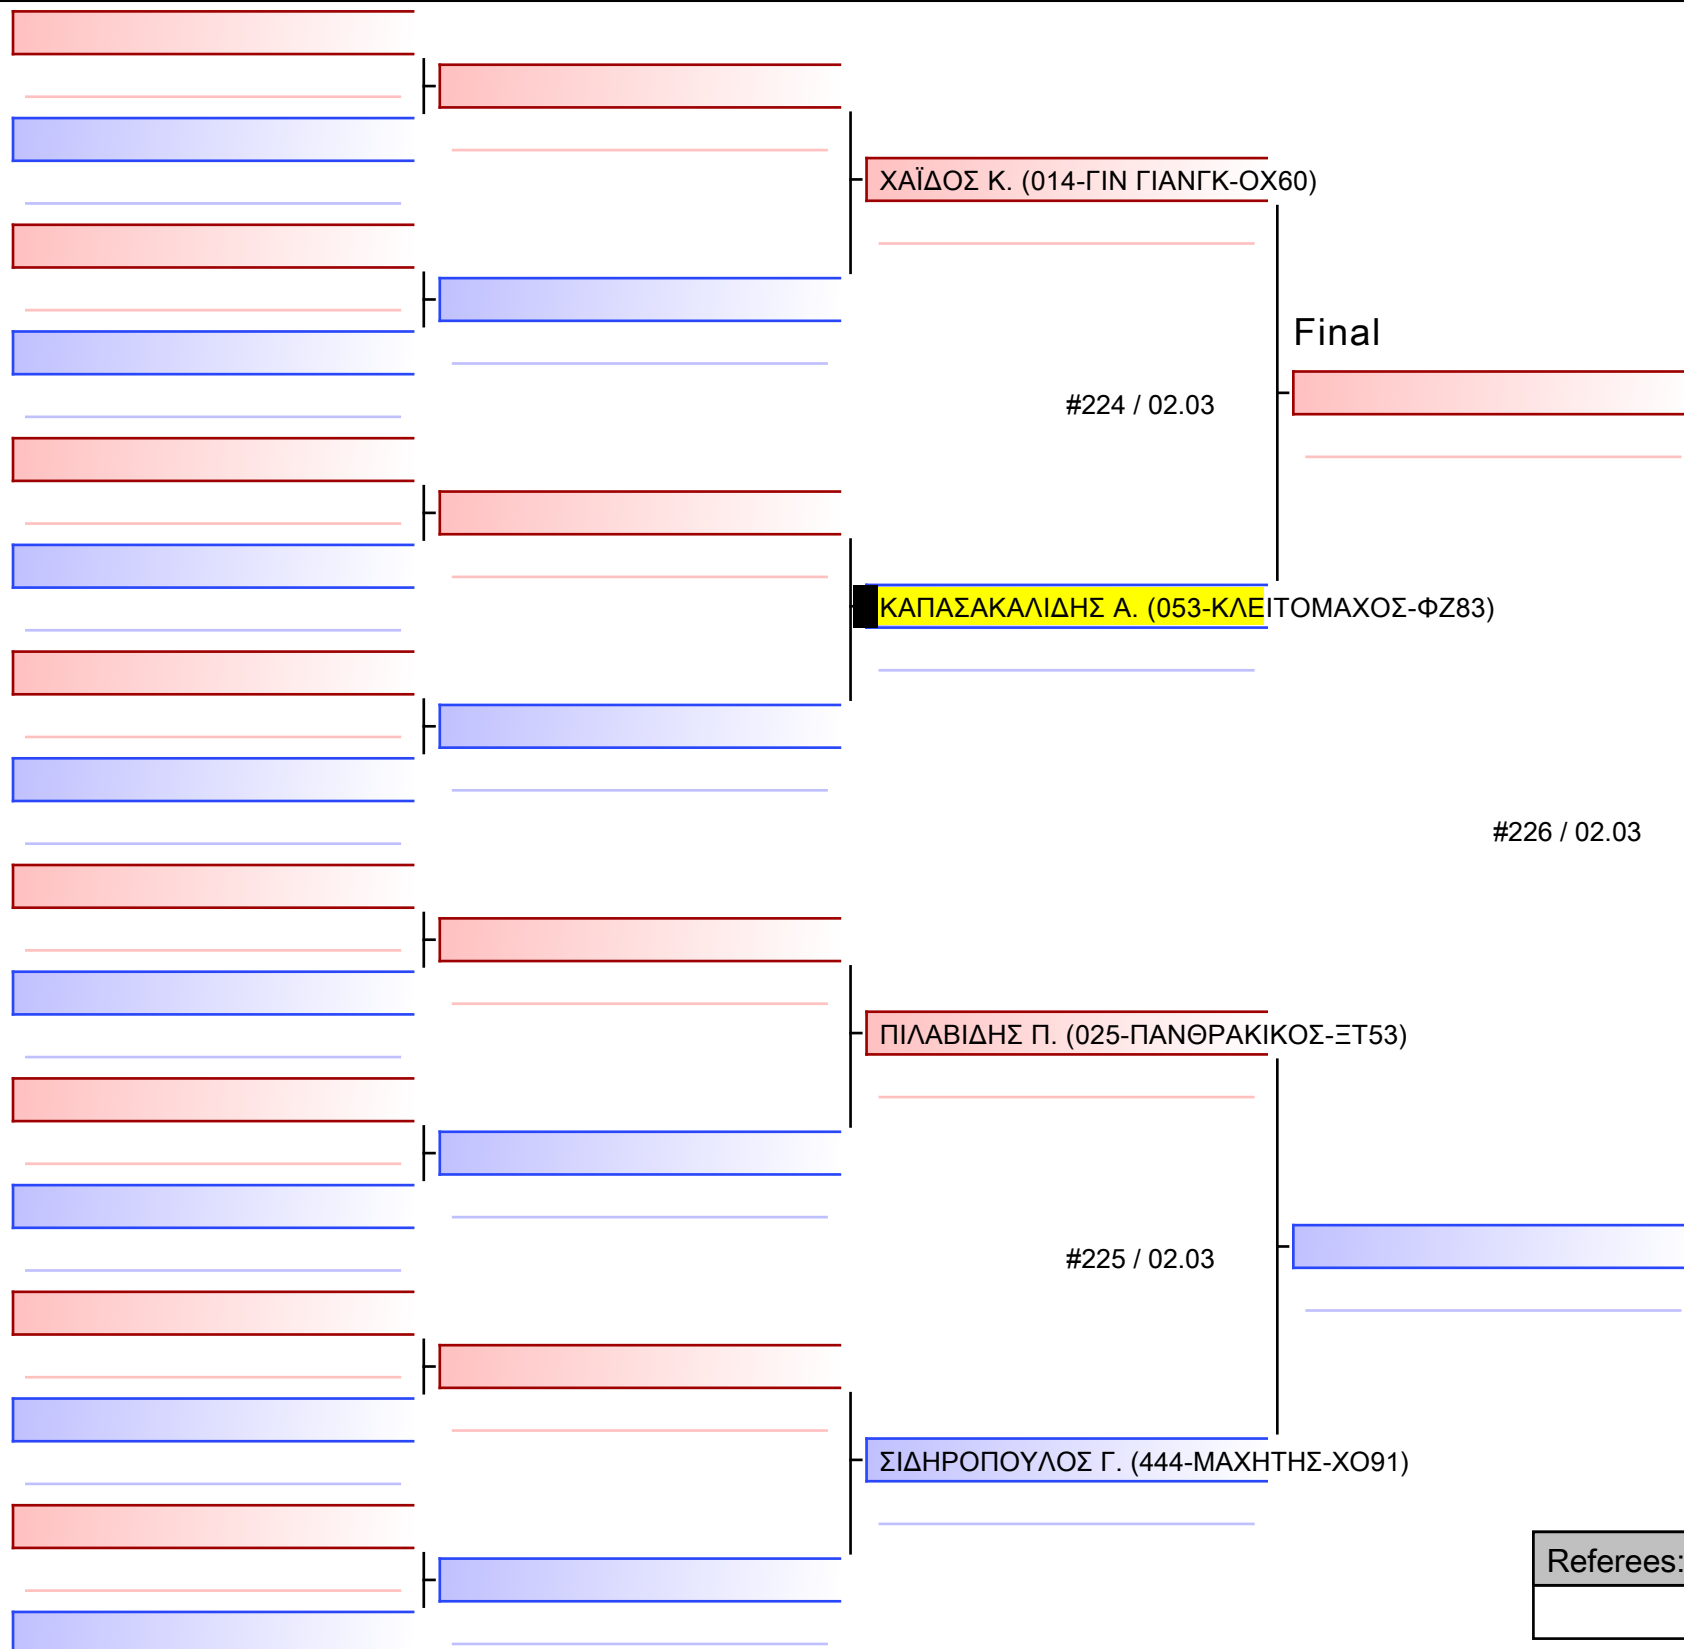 ΧΑΪΔΟΣ Κ. (014-ΓΙΝ ΓΙΑΝΓΚ-ΟΧ60)
Final
#224 / 02.03
ΚΑΠΑΣΑΚΑΛΙΔΗΣ Α. (053-ΚΛΕΙΤΟΜΑΧΟΣ-ΦΖ83)
#226 / 02.03
ΠΙΛΑΒΙΔΗΣ Π. (025-ΠΑΝΘΡΑΚΙΚΟΣ-ΞΤ53)
#225 / 02.03
ΣΙΔΗΡΟΠΟΥΛΟΣ Γ. (444-ΜΑΧΗΤΗΣ-ΧΟ91)
Referees: